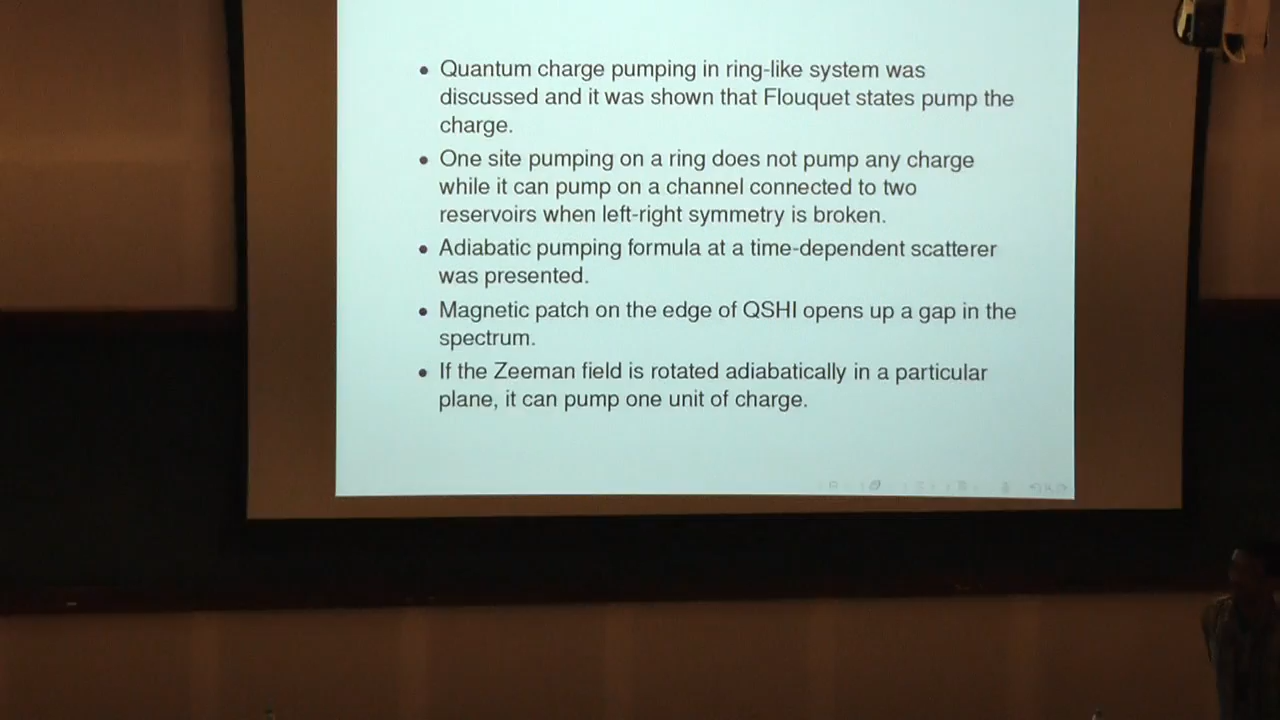 • Quantum charge pumping in ring-like system was
discussed and it was shown that Flouquet states pump the
charge.
• One site pumping on a ring does not pump any charge
while it can pump on a channel connected to two
reservoirs when left-right symmetry is broken.
• Adiabatic pumping formula at a time-dependent scatterer
was presented.
• Magnetic patch on the edge of QSHI opens up a gap in the
spectrum.
• If the Zeeman field is rotated adiabatically in a particular
plane, it can pump one unit of charge.